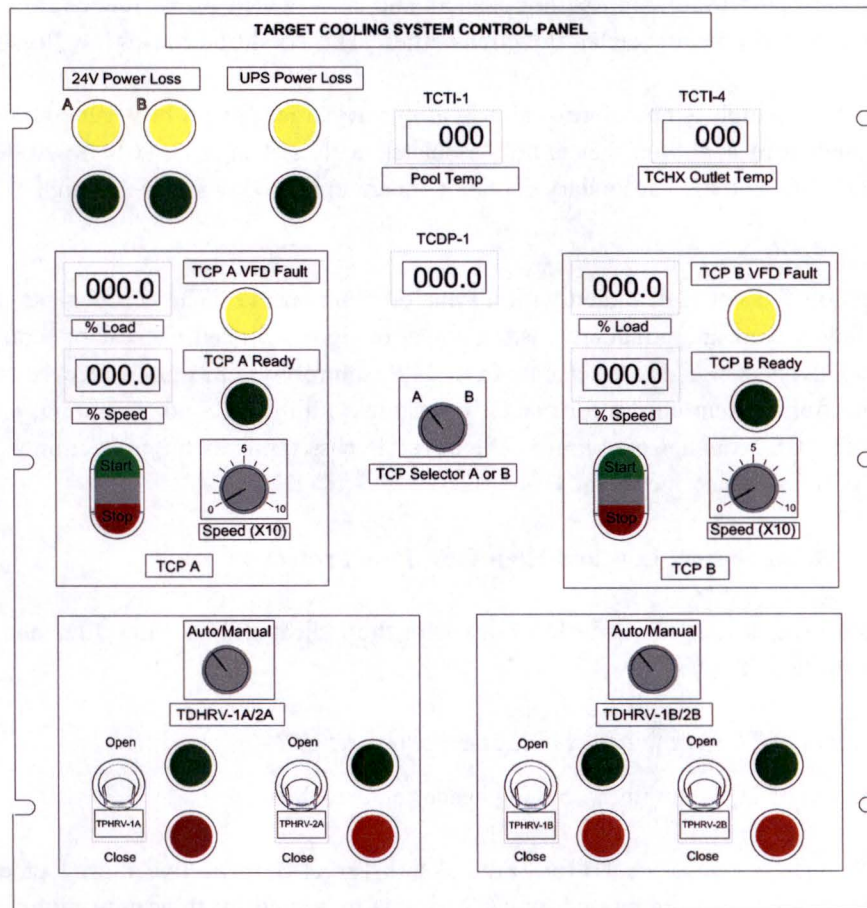 TARGET COOLING SYSTEM CONTROL PANEL
24V Power Loss
UPS Power Loss
A
B
TCTI-1
000
Pool Temp
TCTI-4
000
TCHX Outlet Temp
TCDP-1
000.0
000.0
% Load
TCP A VFD Fault
TCP A Ready
000.0
% Speed
Start
Stop
0
5
10
Speed (X10)
TCP A
A
B
TCP Selector A or B
000.0
% Load
TCP B VFD Fault
TCP B Ready
000.0
% Speed
Start
Stop
0
5
10
Speed (X10)
TCP B
Auto/Manual
TDHRV-1A/2A
Open
TPHRV-1A
Close
Open
TPHRV-2A
Close
Auto/Manual
TDHRV-1B/2B
Open
TPHRV-1B
Close
Open
TPHRV-2B
Close